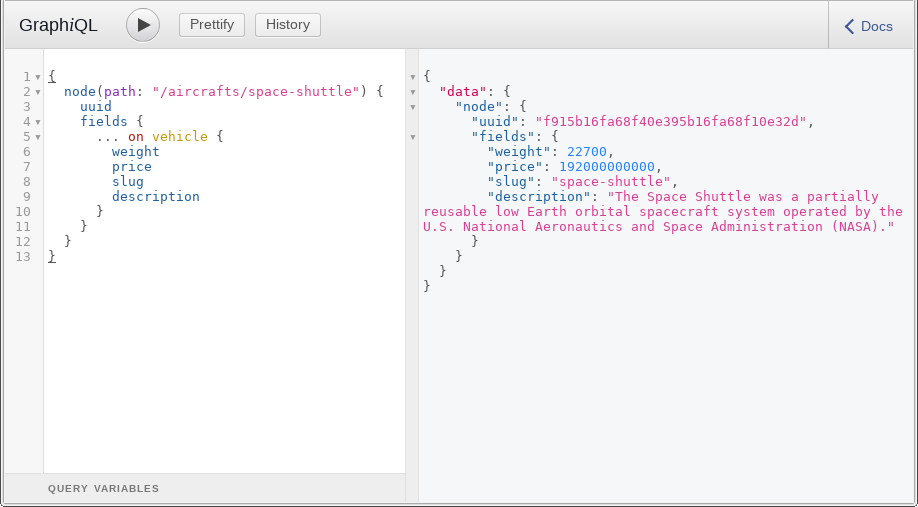 GraphiQL Prettify History Docs
1 {
2 node(path: "/aircrafts/space-shuttle") {
3 uuid
4 fields {
5 ... on vehicle {
6 weight
7 price
8 slug
9 description
10 }
11 }
12 }
13 }
QUERY VARIABLES
{
"data": {
"node": {
"uuid": "f915b16fa68f40e395b16fa68f10e32d",
"fields": {
"weight": 22700,
"price": 192000000000,
"slug": "space-shuttle",
"description": "The Space Shuttle was a partially
reusable low Earth orbital spacecraft system operated by the
U.S. National Aeronautics and Space Administration (NASA)."
}
}
}
}